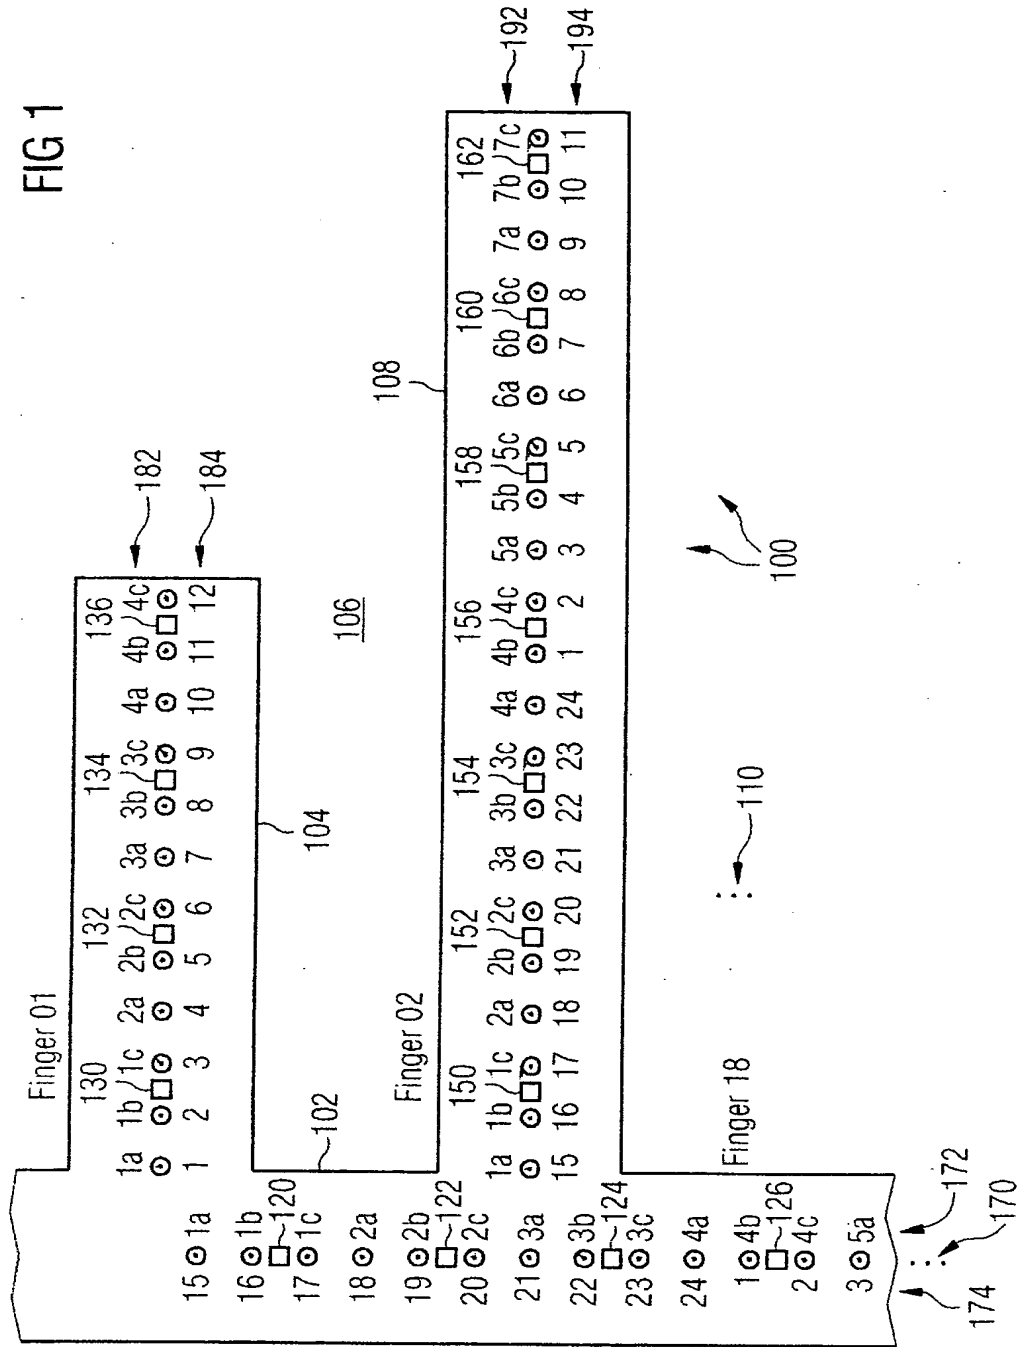 FIG 1
Finger 01
130 132 134 136
1a 1b 1c 2a 2b 2c 3a 3b 3c 4a 4b 4c
182
1 2 3 4 5 6 7 8 9 10 11 12
184
104
102
106
108
Finger 02
150 152 154 156 158 160 162
1a 1b 1c 2a 2b 2c 3a 3b 3c 4a 4b 4c 5a 5b 5c 6a 6b 6c 7a 7b 7c
192
15 16 17 18 19 20 21 22 23 24 1 2 3 4 5 6 7 8 9 10 11
194
Finger 18
110
100
15 1a
16 1b
120
17 1c
18 2a
19 2b
122
20 2c
21 3a
22 3b
124
23 3c
24 4a
1 4b
126
2 4c
3 5a
172
170
174